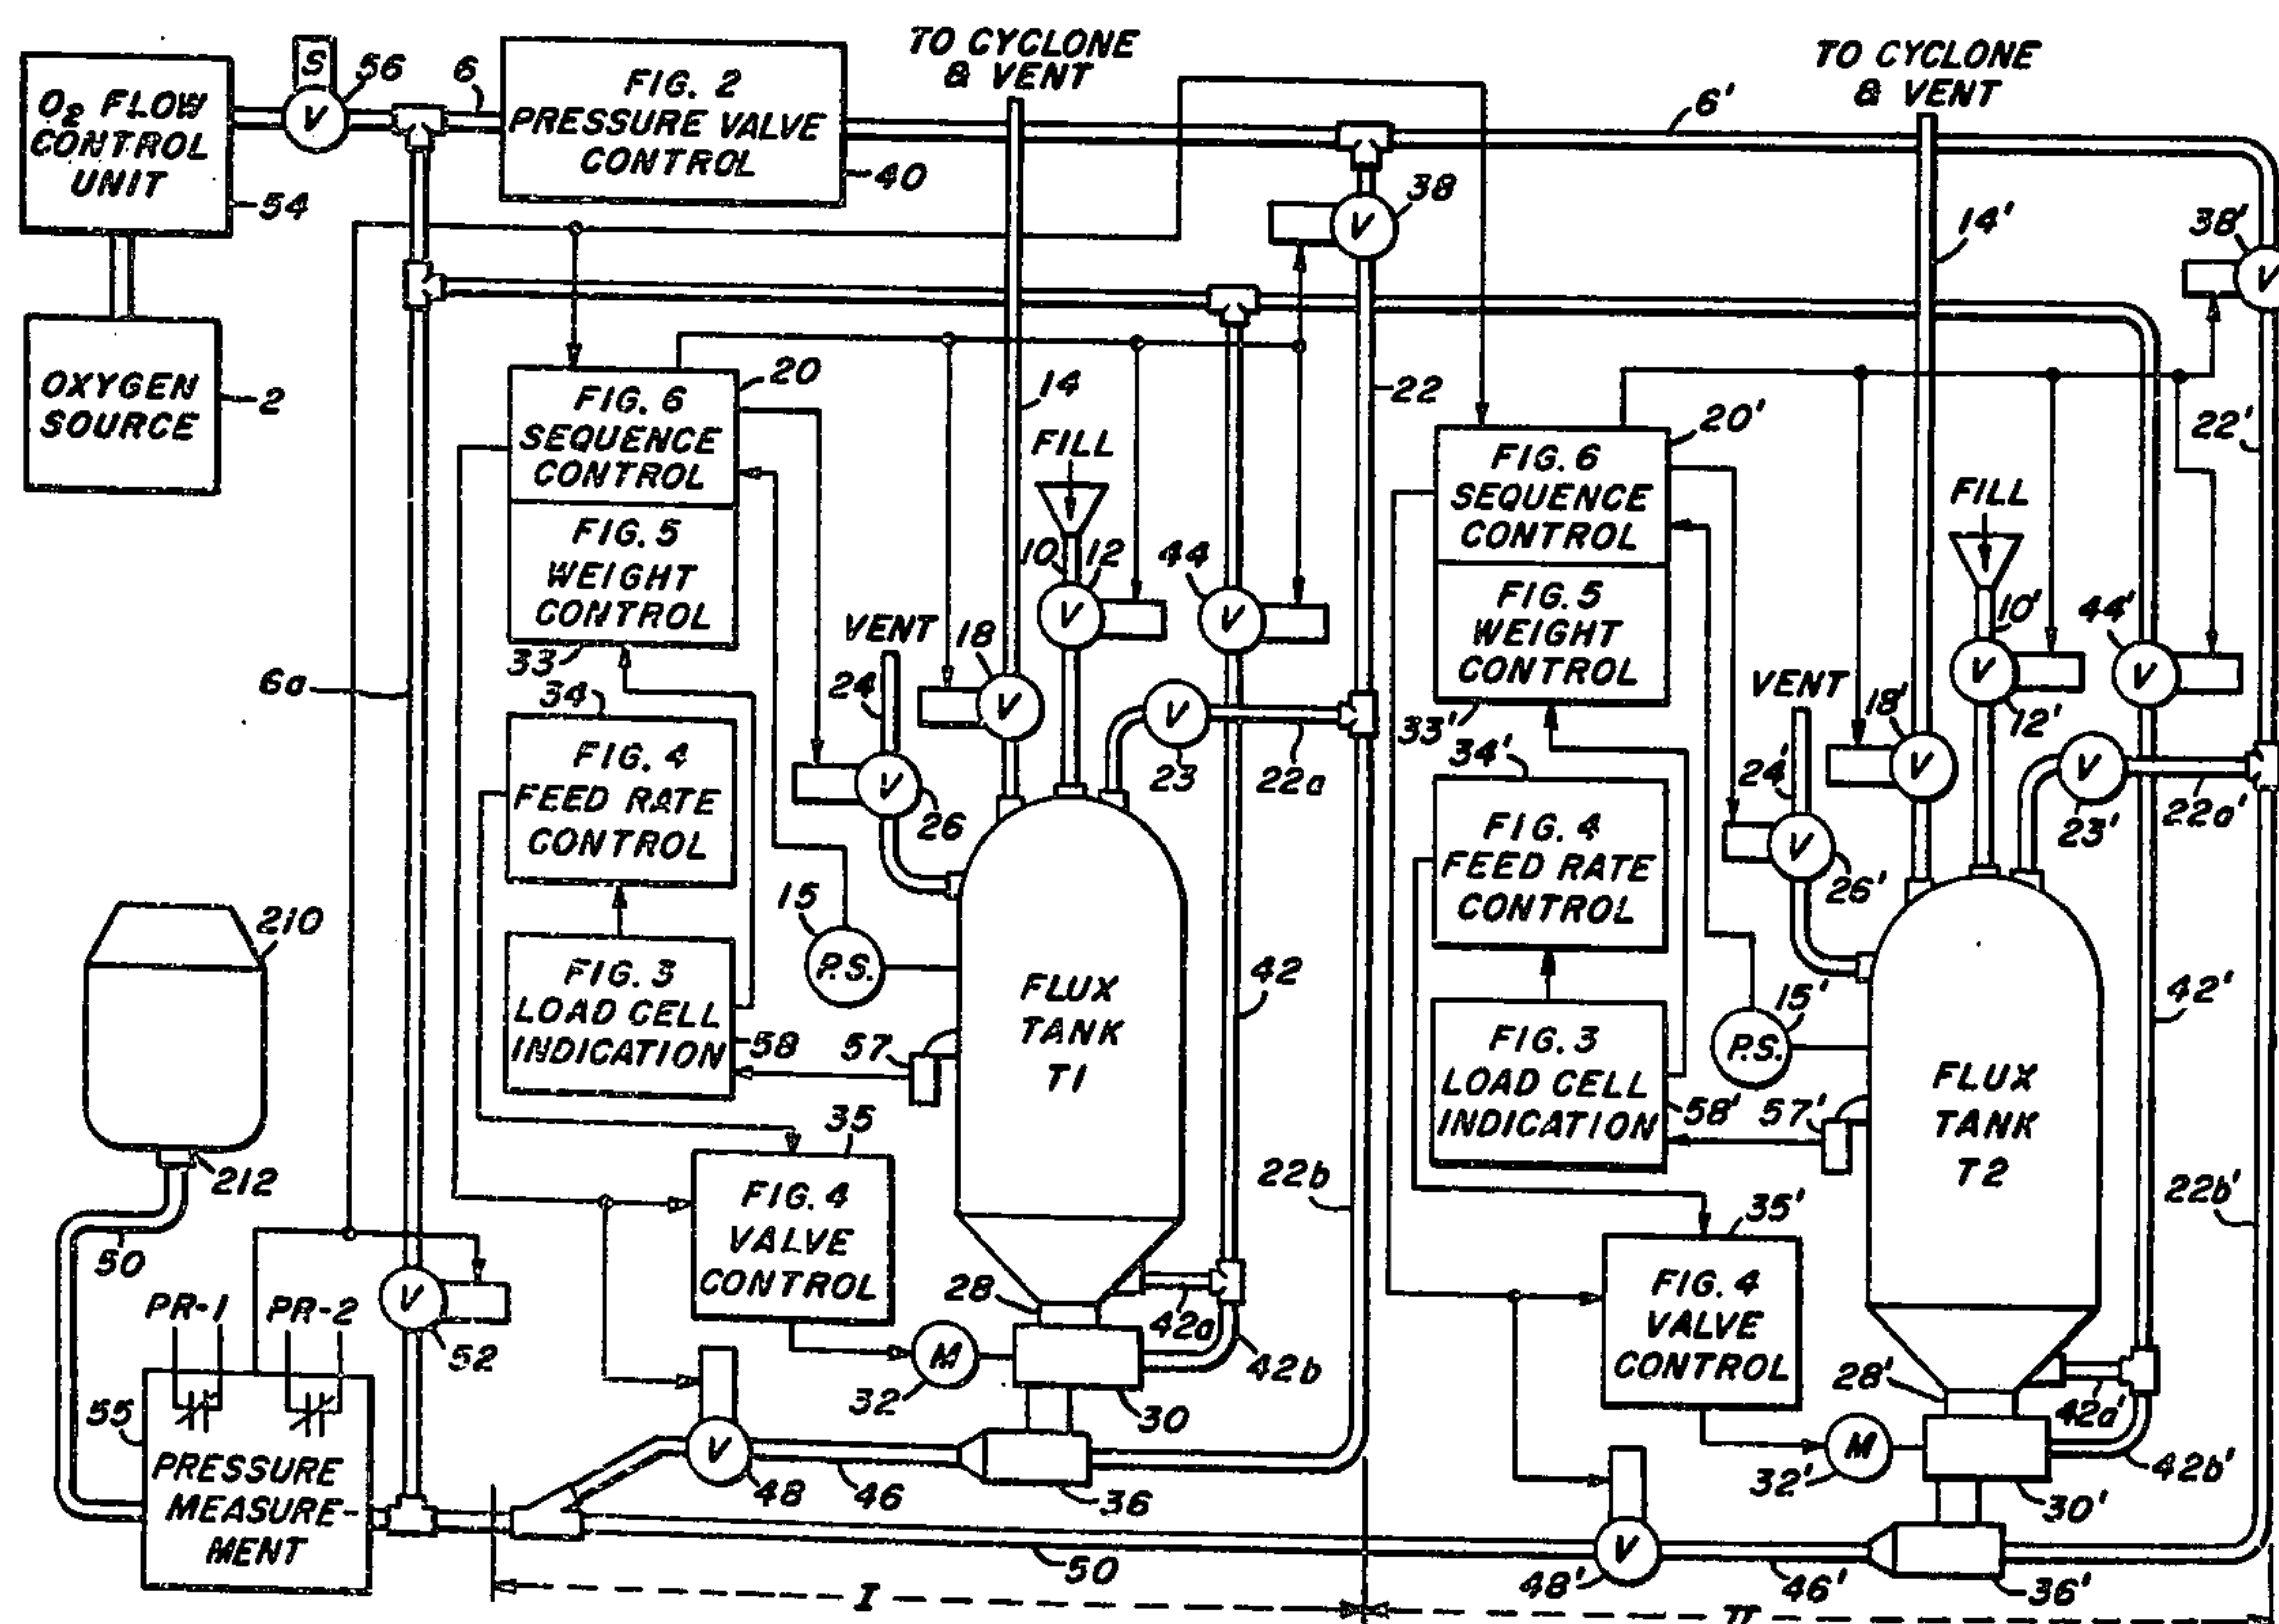 TO CYCLONE
& VENT
TO CYCLONE
& VENT
O2 FLOW
CONTROL
UNIT
54
S
V
56
6
FIG. 2
PRESSURE VALVE
CONTROL
40
6'
V
38
14'
38'
V
OXYGEN
SOURCE
2
FIG. 6
SEQUENCE
CONTROL
20
FIG. 5
WEIGHT
CONTROL
33
14
FILL
10
12
V
44
V
22
20'
FIG. 6
SEQUENCE
CONTROL
FIG. 5
WEIGHT
CONTROL
33'
22'
FILL
10'
V
12'
44'
V
6a
34
FIG. 4
FEED RATE
CONTROL
VENT
24
V
26
18
V
V
23
22a
34'
FIG. 4
FEED RATE
CONTROL
VENT
24'
V
26'
18'
V
V
23'
22a'
210
212
50
15
P.S.
FIG. 3
LOAD CELL
INDICATION
58
57
FLUX
TANK
T1
42
FIG. 3
LOAD CELL
INDICATION
58'
57'
15'
P.S.
FLUX
TANK
T2
42'
35
FIG. 4
VALVE
CONTROL
22b
35'
FIG. 4
VALVE
CONTROL
22b'
PR-1
PR-2
V
52
28
42a
42b
M
32
30
28'
42a'
42b'
M
32'
30'
55
PRESSURE
MEASURE-
MENT
V
48
46
36
50
V
48'
46'
36'
I
II